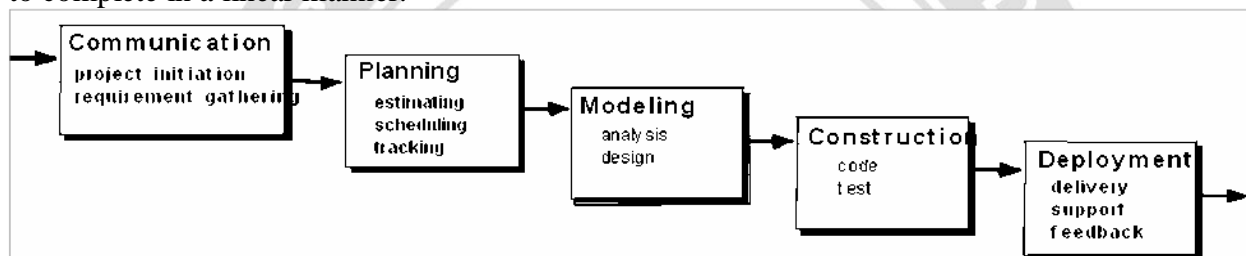 to complete in a linear manner.
Communication
project initiation
requirement gathering
Planning
estimating
scheduling
tracking
Modeling
analysis
design
Construction
code
test
Deployment
delivery
support
feedback